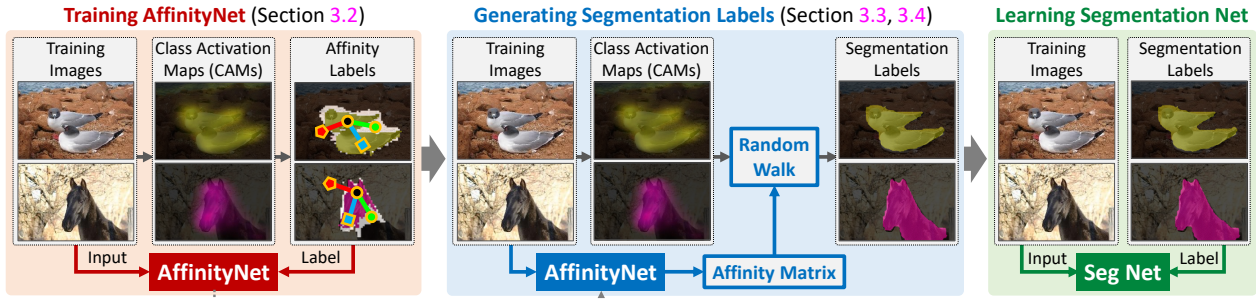 Training AffinityNet (Section 3.2)
Training Images
Class Activation Maps (CAMs)
Affinity Labels
Input
Label
AffinityNet
Generating Segmentation Labels (Section 3.3, 3.4)
Training Images
Class Activation Maps (CAMs)
Segmentation Labels
Random Walk
AffinityNet
Affinity Matrix
Learning Segmentation Net
Training Images
Segmentation Labels
Input
Label
Seg Net